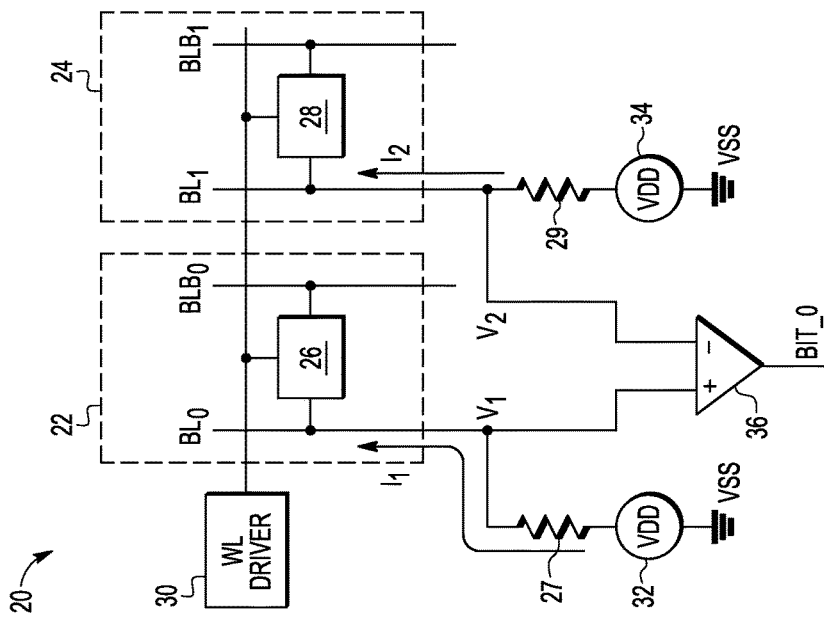 20
22
24
BL0
BLB0
BL1
BLB1
30
WL DRIVER
26
28
I1
I2
V1
V2
27
29
32
VDD
VSS
34
VDD
VSS
+
-
36
BIT_0